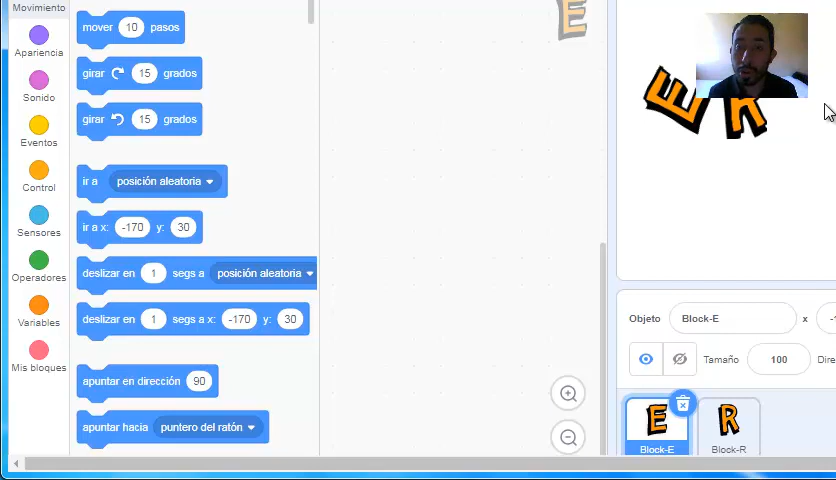 Movimiento
Apariencia
Sonido
Eventos
Control
Sensores
Operadores
Variables
Mis bloques
mover 10 pasos
girar 15 grados
girar 15 grados
ir a posición aleatoria
ir a x: -170 y: 30
deslizar en 1 segs a posición aleatoria
deslizar en 1 segs a x: -170 y: 30
apuntar en dirección 90
apuntar hacia puntero del ratón
E
E R
Objeto Block-E x
Tamaño 100 Dire
E R
Block-E Block-R